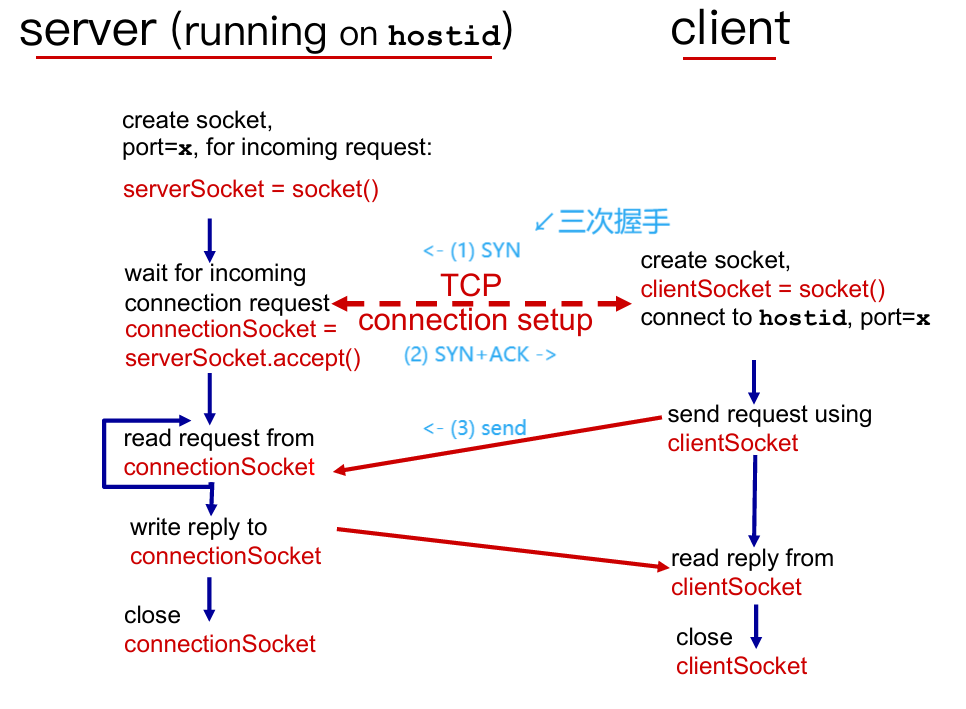 server (running on hostid)
client
create socket,
port=x, for incoming request:
serverSocket = socket()
↙三次握手
<- (1) SYN
wait for incoming
connection request
connectionSocket =
serverSocket.accept()
TCP
connection setup
(2) SYN+ACK ->
create socket,
clientSocket = socket()
connect to hostid, port=x
<- (3) send
send request using
clientSocket
read request from
connectionSocket
write reply to
connectionSocket
read reply from
clientSocket
close
connectionSocket
close
clientSocket